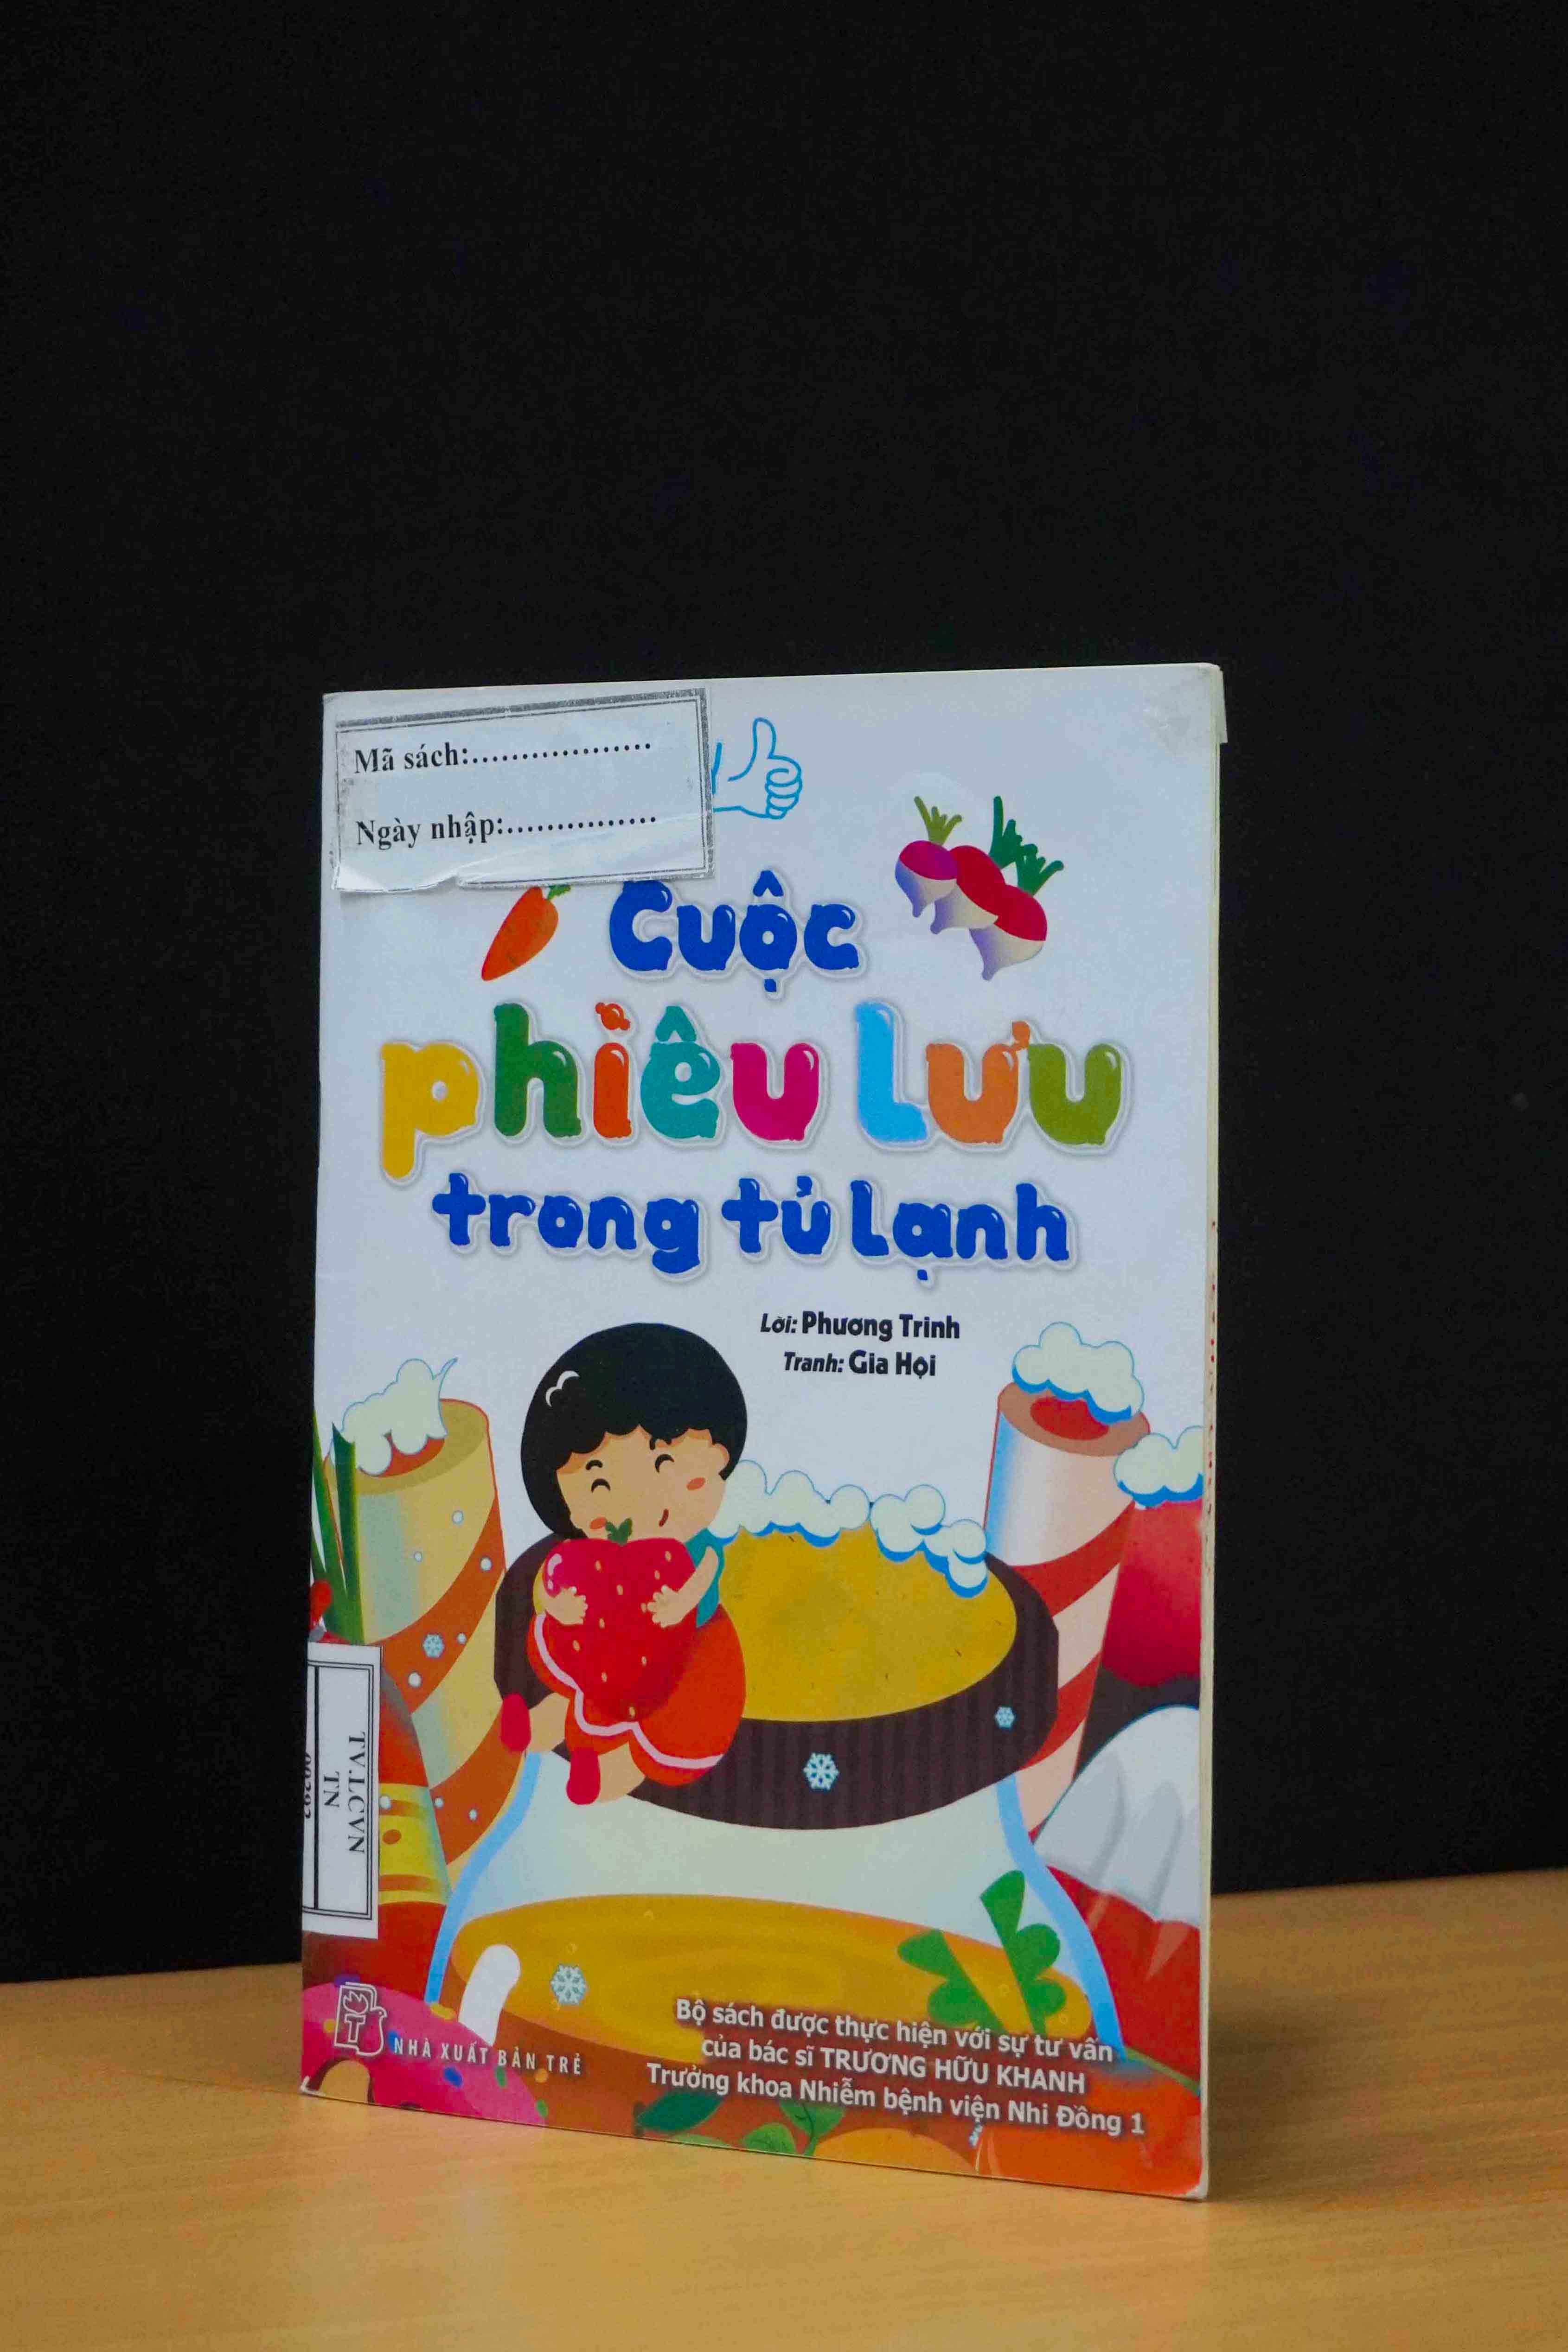 Mã sách:..................
Ngày nhập:...............
Cuộc
phiêu lưu
trong tủ lạnh
Lời: Phương Trinh
Tranh: Gia Hội
TV.LCVN
TN
NHÀ XUẤT BẢN TRẺ
Bộ sách được thực hiện với sự tư vấn
của bác sĩ TRƯƠNG HỮU KHANH
Trưởng khoa Nhiễm bệnh viện Nhi Đồng 1